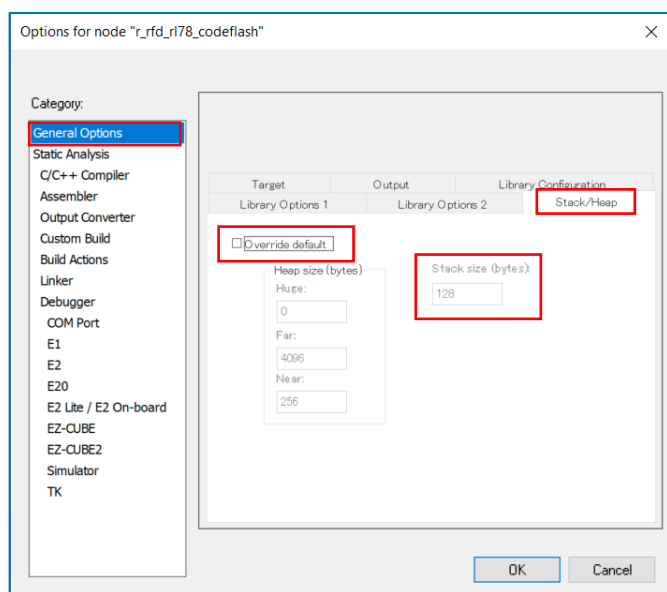 Options for node "r_rfd_rl78_codeflash"
Category:
General Options
Static Analysis
C/C++ Compiler
Assembler
Output Converter
Custom Build
Build Actions
Linker
Debugger
COM Port
E1
E2
E20
E2 Lite / E2 On-board
EZ-CUBE
EZ-CUBE2
Simulator
TK
Target Output Library Configuration
Library Options 1 Library Options 2 Stack/Heap
Override default
Heap size (bytes)
Huge:
0
Far:
4096
Near:
256
Stack size (bytes):
128
OK Cancel